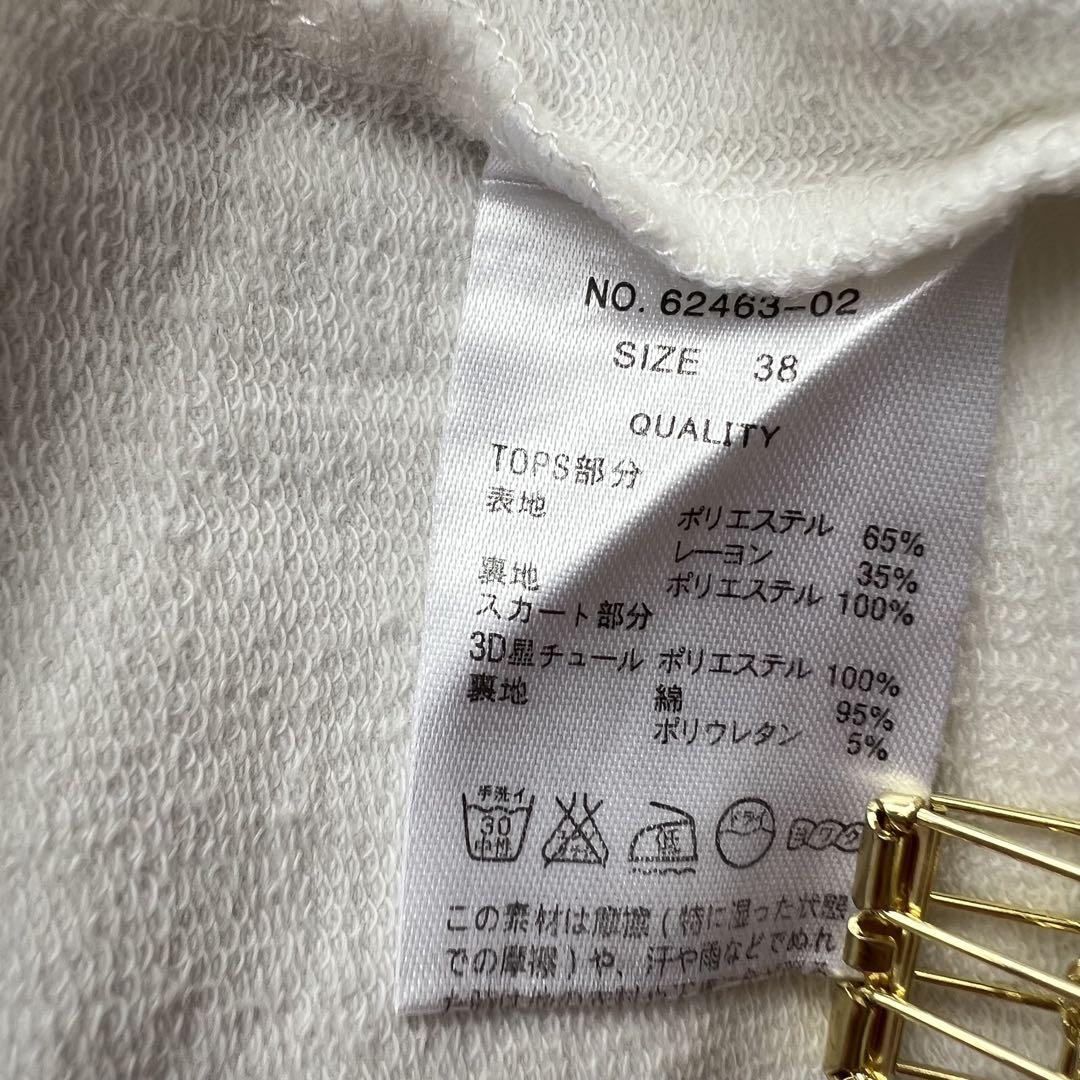 NO. 62463-02
SIZE 38
QUALITY
TOPS部分
表地 ポリエステル 65%
レーヨン 35%
裏地 ポリエステル 100%
スカート部分
3D星チュール ポリエステル 100%
裏地 綿 95%
ポリウレタン 5%
手洗イ
30
中性
低
ドライ
ヨワク
この素材は摩擦(特に湿った状態
での摩擦)や、汗や雨などでぬれ